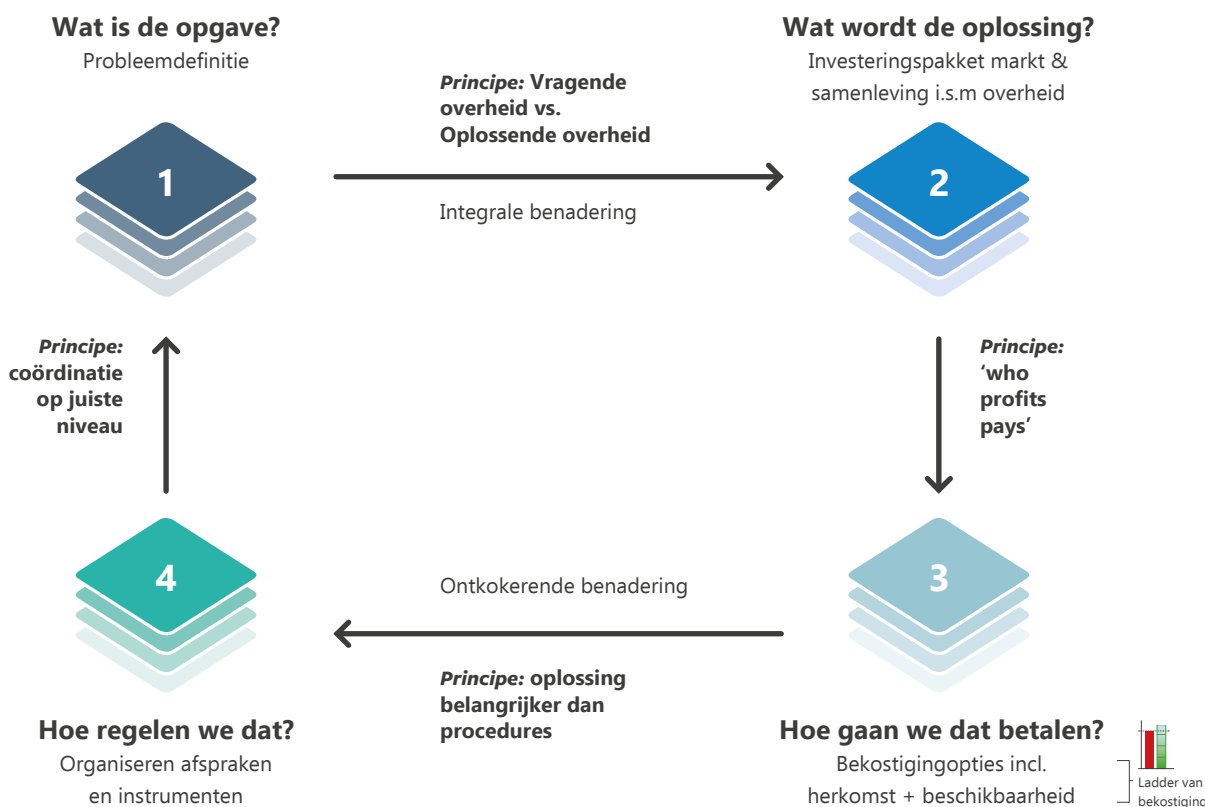 Wat is de opgave?
Probleemdefinitie
1
Principe: Vragende
overheid vs.
Oplossende overheid
Integrale benadering
Wat wordt de oplossing?
Investeringspakket markt &
samenleving i.s.m overheid
2
Principe:
‘who
profits
pays’
3
Hoe gaan we dat betalen?
Bekostigingopties incl.
herkomst + beschikbaarheid
Ladder van
bekostiging
Ontkokerende benadering
Principe: oplossing
belangrijker dan
procedures
4
Hoe regelen we dat?
Organiseren afspraken
en instrumenten
Principe:
coördinatie
op juiste
niveau